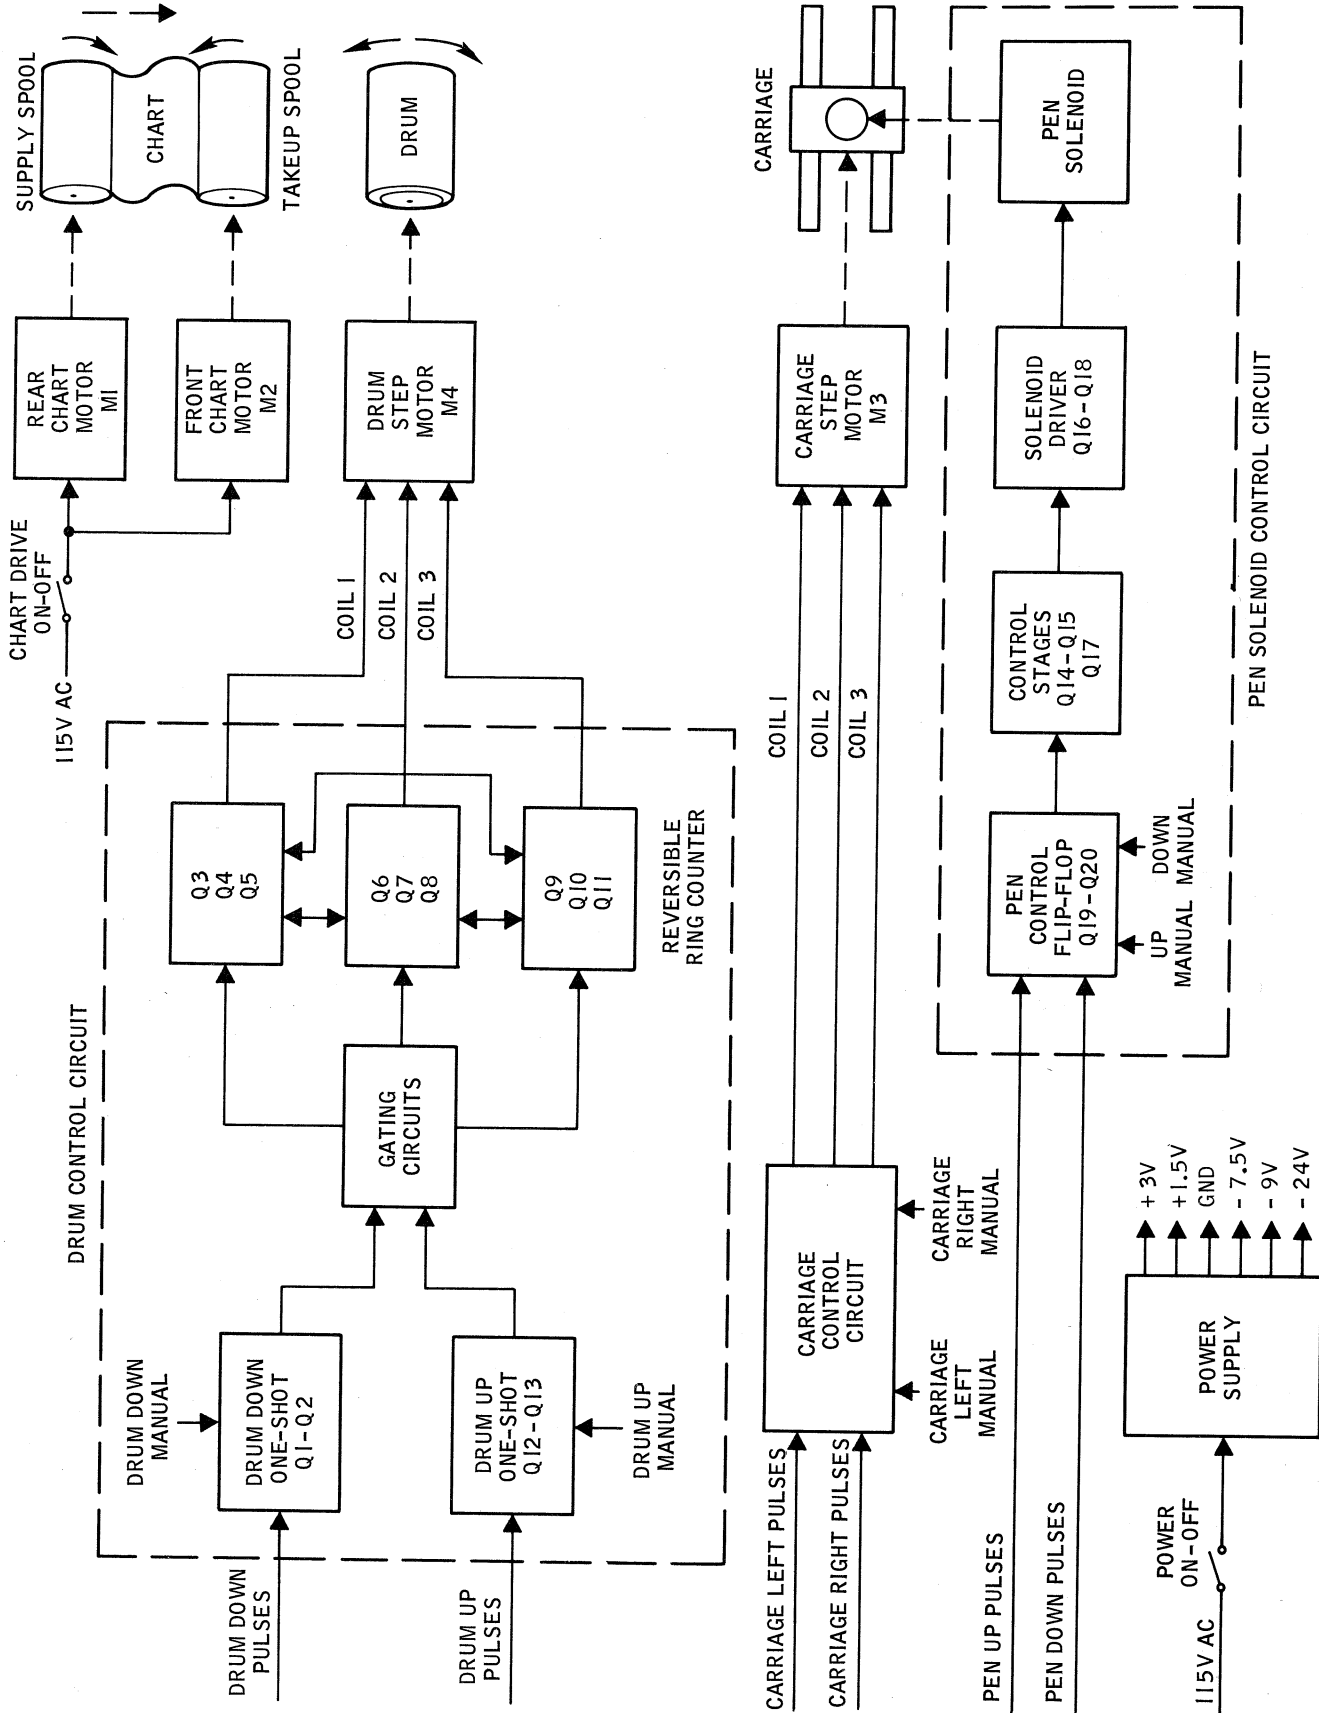 SUPPLY SPOOL
CHART
TAKEUP SPOOL
DRUM
REAR
CHART
MOTOR
M1
FRONT
CHART
MOTOR
M2
DRUM
STEP
MOTOR
M4
CHART DRIVE
ON-OFF
115V AC
COIL 1
COIL 2
COIL 3
DRUM CONTROL CIRCUIT
Q3
Q4
Q5
Q6
Q7
Q8
Q9
Q10
Q11
REVERSIBLE
RING COUNTER
GATING
CIRCUITS
DRUM DOWN
MANUAL
DRUM DOWN
ONE-SHOT
Q1-Q2
DRUM UP
ONE-SHOT
Q12-Q13
DRUM UP
MANUAL
DRUM DOWN
PULSES
DRUM UP
PULSES
CARRIAGE
CARRIAGE
STEP
MOTOR
M3
COIL 1
COIL 2
COIL 3
CARRIAGE
CONTROL
CIRCUIT
CARRIAGE LEFT PULSES
CARRIAGE RIGHT PULSES
CARRIAGE
LEFT
MANUAL
CARRIAGE
RIGHT
MANUAL
PEN
SOLENOID
SOLENOID
DRIVER
Q16-Q18
CONTROL
STAGES
Q14-Q15
Q17
PEN
CONTROL
FLIP-FLOP
Q19-Q20
UP
MANUAL
DOWN
MANUAL
PEN SOLENOID CONTROL CIRCUIT
PEN UP PULSES
PEN DOWN PULSES
POWER
ON-OFF
115V AC
POWER
SUPPLY
+3V
+1.5V
GND
-7.5V
-9V
-24V